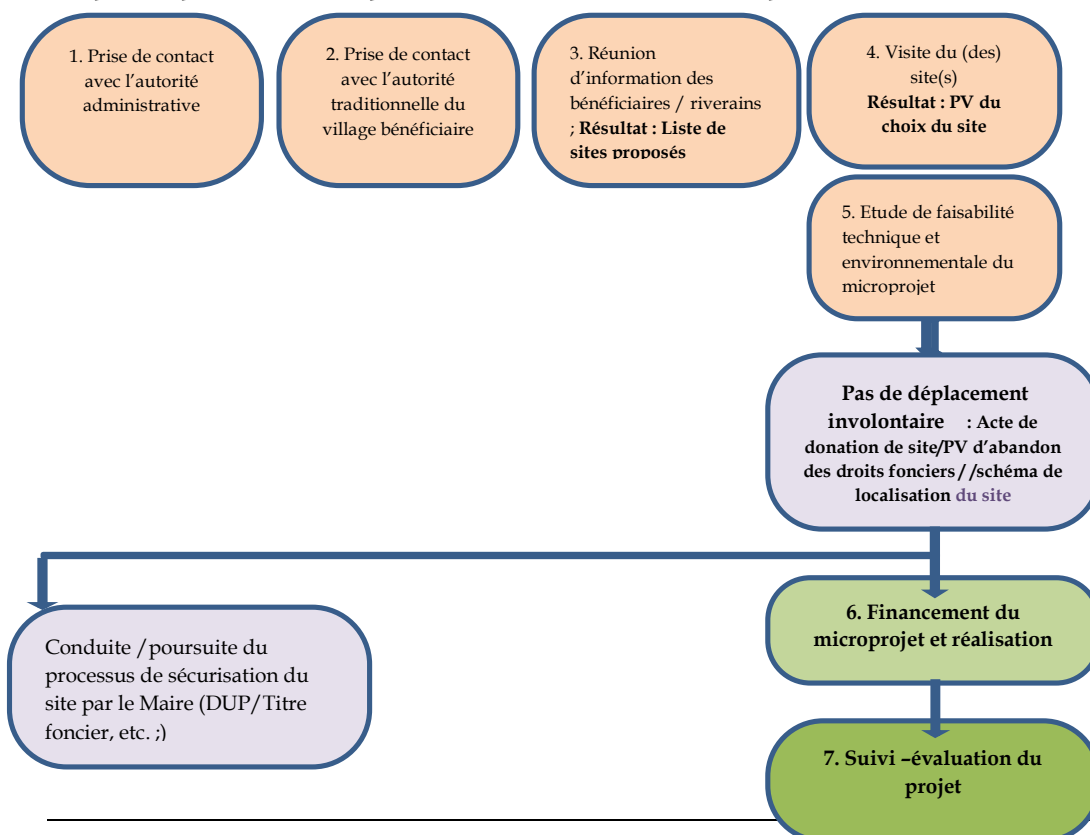 1. Prise de contact
avec l'autorité
administrative
2. Prise de contact
avec l'autorité
traditionnelle du
village bénéficiaire
3. Réunion
d'information des
bénéficiaires / riverains
; Résultat : Liste de
sites proposés
4. Visite du (des)
site(s)
Résultat : PV du
choix du site
5. Etude de faisabilité
technique et
environnementale du
microprojet
Pas de déplacement
involontaire : Acte de
donation de site/PV d'abandon
des droits fonciers//schéma de
localisation du site
Conduite /poursuite du
processus de sécurisation du
site par le Maire (DUP/Titre
foncier, etc. ;)
6. Financement du
microprojet et réalisation
7. Suivi –évaluation du
projet